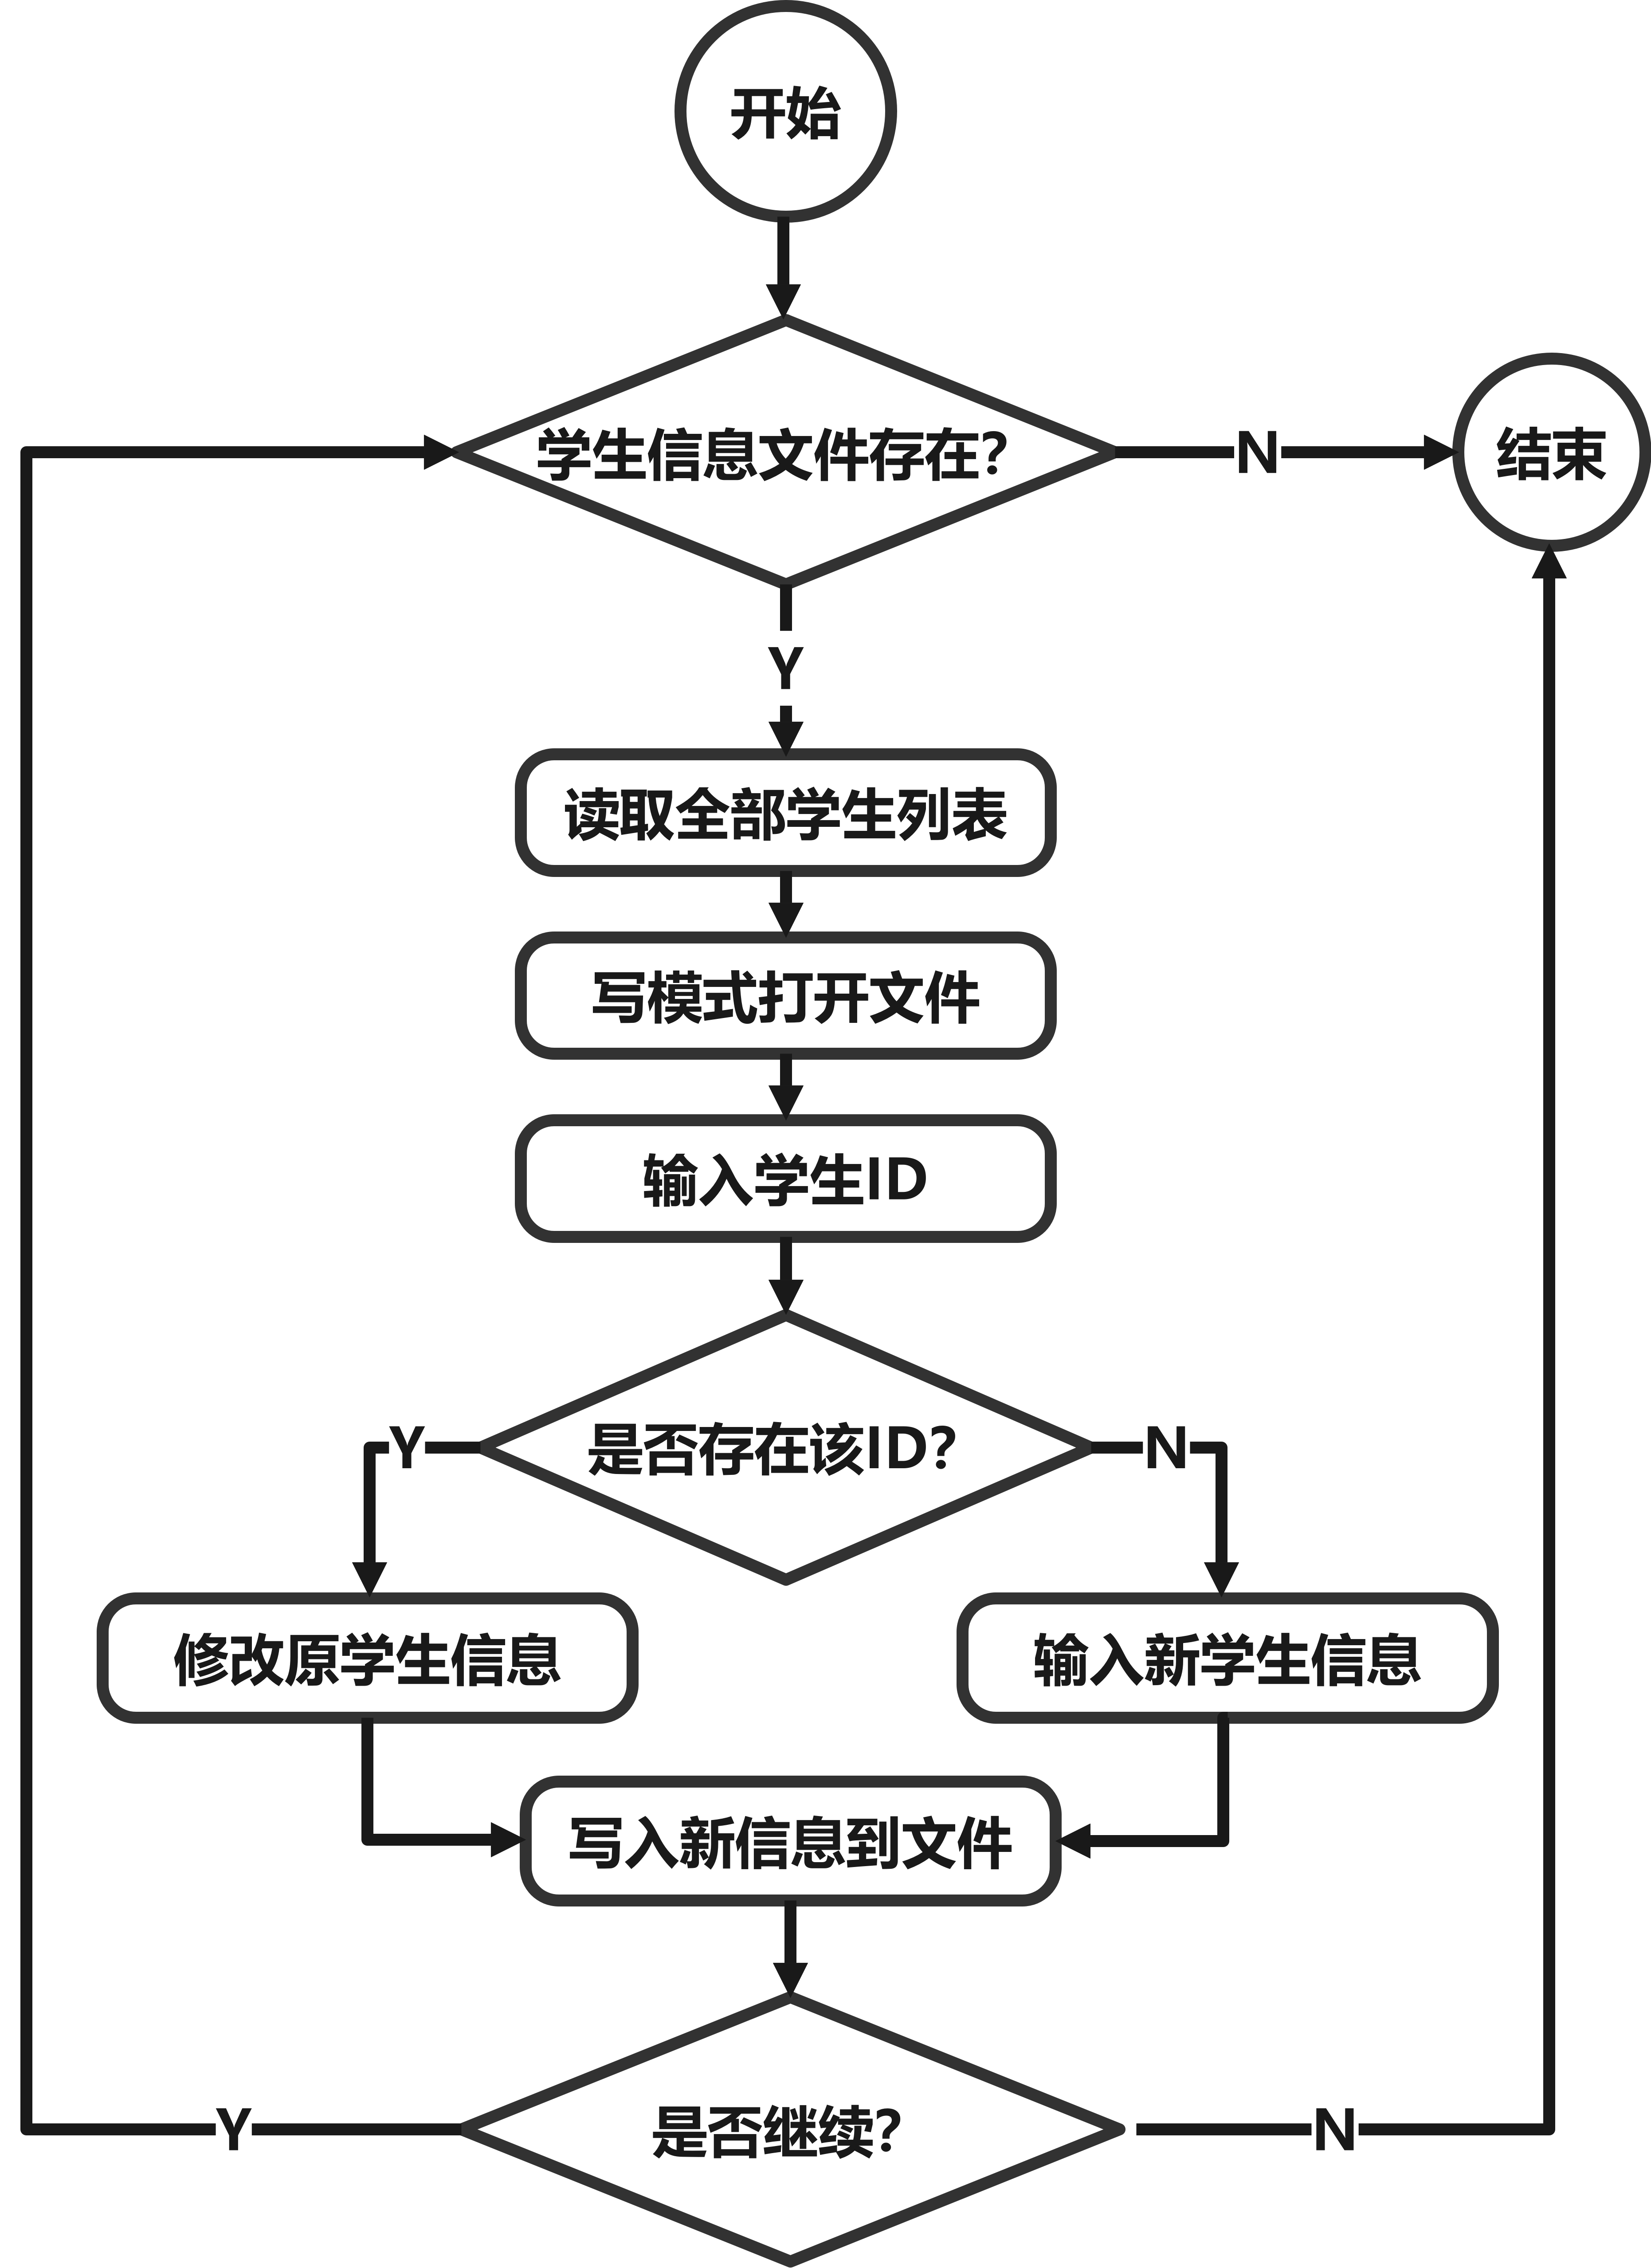 开始
学生信息文件存在?
N
结束
Y
读取全部学生列表
写模式打开文件
输入学生ID
Y
是否存在该ID?
N
修改原学生信息
输入新学生信息
写入新信息到文件
Y
是否继续?
N